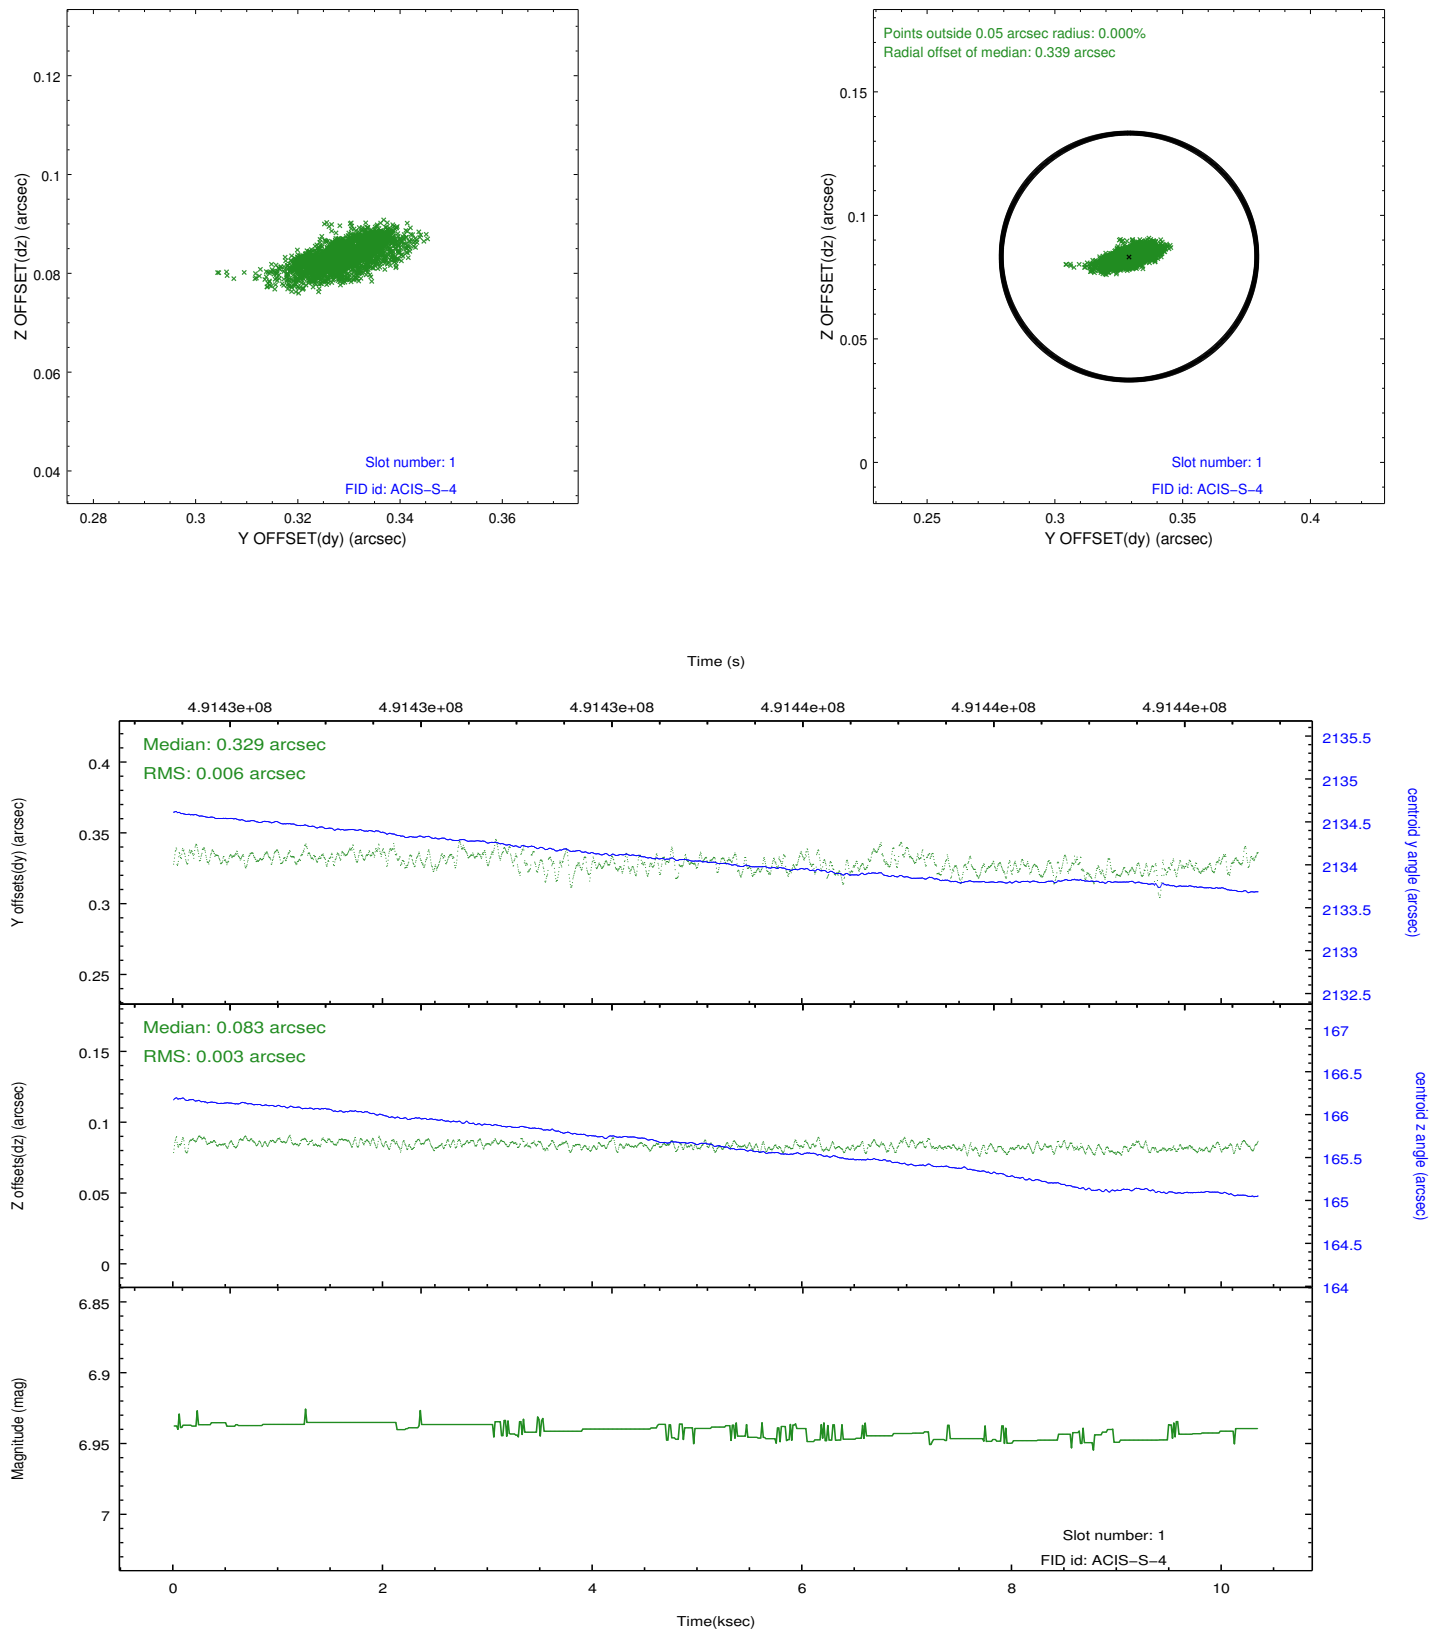 0.12
0.1
0.08
0.06
0.04
Z OFFSET(dz) (arcsec)
Slot number: 1
FID id: ACIS−S−4
0.28
0.3
0.32
0.34
0.36
Y OFFSET(dy) (arcsec)
Points outside 0.05 arcsec radius: 0.000%
Radial offset of median: 0.339 arcsec
0.15
0.1
0.05
0
Z OFFSET(dz) (arcsec)
Slot number: 1
FID id: ACIS−S−4
0.25
0.3
0.35
0.4
Y OFFSET(dy) (arcsec)
Time (s)
4.9143e+08
4.9143e+08
4.9143e+08
4.9144e+08
4.9144e+08
4.9144e+08
Median: 0.329 arcsec
RMS: 0.006 arcsec
0.4
0.35
0.3
0.25
Y offsets(dy) (arcsec)
2135.5
2135
2134.5
2134
2133.5
2133
2132.5
centroid y angle (arcsec)
Median: 0.083 arcsec
RMS: 0.003 arcsec
0.15
0.1
0.05
0
Z offsets(dz) (arcsec)
167
166.5
166
165.5
165
164.5
164
centroid z angle (arcsec)
6.85
6.9
6.95
7
Magnitude (mag)
Slot number: 1
FID id: ACIS−S−4
0
2
4
6
8
10
Time(ksec)